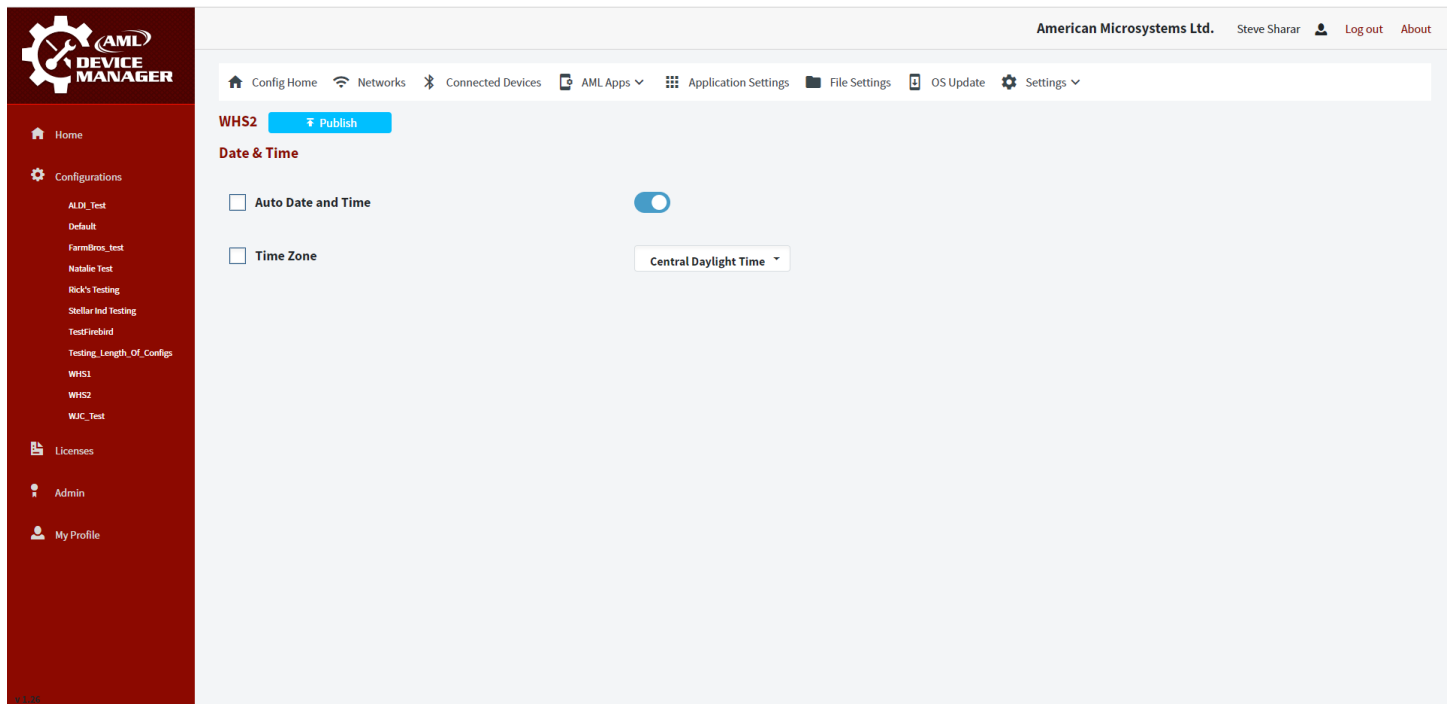 AML
DEVICE
MANAGER
American Microsystems Ltd. Steve Sharar Log out About
Config Home Networks Connected Devices AML Apps Application Settings File Settings OS Update Settings
WHS2 Publish
Date & Time
Auto Date and Time
Time Zone Central Daylight Time
Home
Configurations
ALDI_Test
Default
FarmBros_test
Natalie Test
Rick's Testing
Stellar Ind Testing
TestFirebird
Testing_Length_Of_Configs
WHS1
WHS2
WJC_Test
Licenses
Admin
My Profile
v 1.26